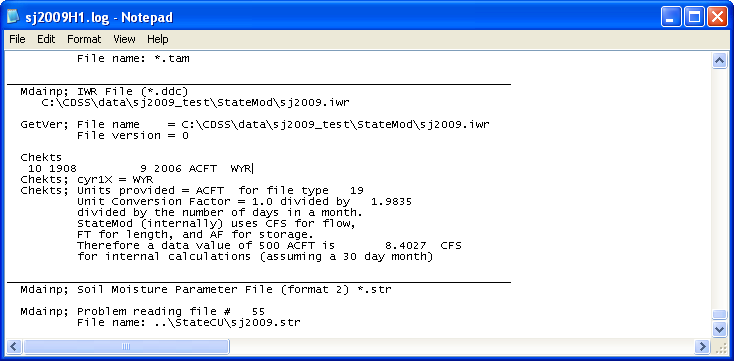 sj2009H1.log - Notepad
File Edit Format View Help
File name: *.tam
Mdainp; IWR File (*.ddc)
C:\CDSS\data\sj2009_test\StateMod\sj2009.iwr
GetVer; File name = C:\CDSS\data\sj2009_test\StateMod\sj2009.iwr
File version = 0
Chekts
10 1908 9 2006 ACFT WYR
Chekts; cyr1X = WYR
Chekts; Units provided = ACFT for file type 19
Unit Conversion Factor = 1.0 divided by 1.9835
divided by the number of days in a month.
StateMod (internally) uses CFS for flow,
FT for length, and AF for storage.
Therefore a data value of 500 ACFT is 8.4027 CFS
for internal calculations (assuming a 30 day month)
Mdainp; Soil Moisture Parameter File (format 2) *.str
Mdainp; Problem reading file # 55
File name: ..\StateCU\sj2009.str